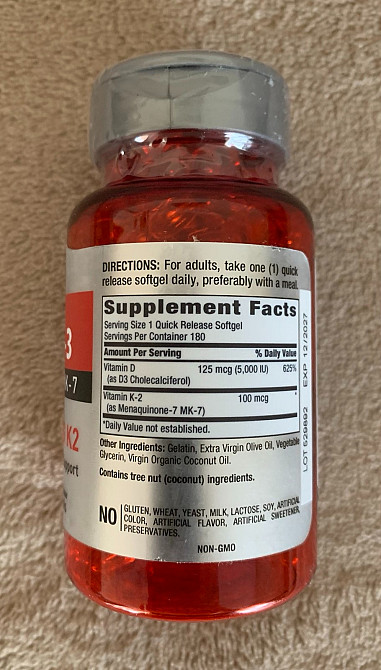 DIRECTIONS: For adults, take one (1) quick
release softgel daily, preferably with a meal.
Supplement Facts
Serving Size 1 Quick Release Softgel
Servings Per Container 180
Amount Per Serving % Daily Value
Vitamin D 125 mcg (5,000 IU) 625%
(as D3 Cholecalciferol)
Vitamin K-2 100 mcg *
(as Menaquinone-7 MK-7)
*Daily Value not established.
Other Ingredients: Gelatin, Extra Virgin Olive Oil, Vegetable
Glycerin, Virgin Organic Coconut Oil.
Contains tree nut (coconut) ingredients.
NO GLUTEN, WHEAT, YEAST, MILK, LACTOSE, SOY, ARTIFICIAL
COLOR, ARTIFICIAL FLAVOR, ARTIFICIAL SWEETENER,
PRESERVATIVES.
NON-GMO
LOT 529892 EXP 12/2027
3
K-7
K2
port